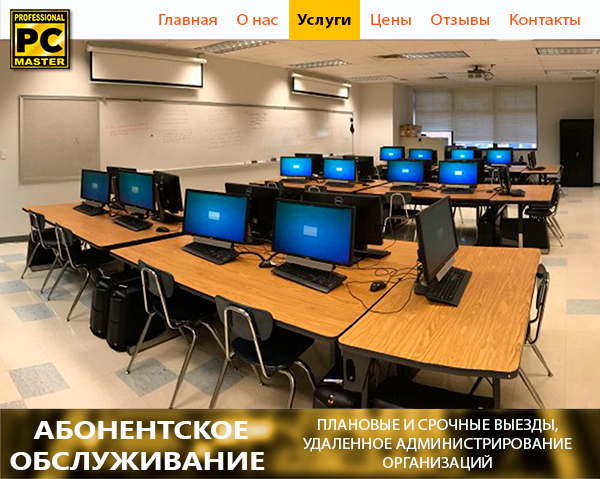 PROFESSIONAL
PC
MASTER
Главная О нас Услуги Цены Отзывы Контакты
АБОНЕНТСКОЕ
ОБСЛУЖИВАНИЕ
ПЛАНОВЫЕ И СРОЧНЫЕ ВЫЕЗДЫ,
УДАЛЕННОЕ АДМИНИСТРИРОВАНИЕ
ОРГАНИЗАЦИЙ